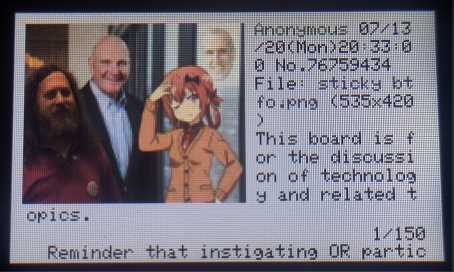 Anonymous 07/13
/20(Mon)20:33:0
0 No.76759434
File: sticky bt
fo.png (535x420
)
This board is f
or the discussi
on of technolog
y and related t
opics.
1/150
Reminder that instigating OR partic